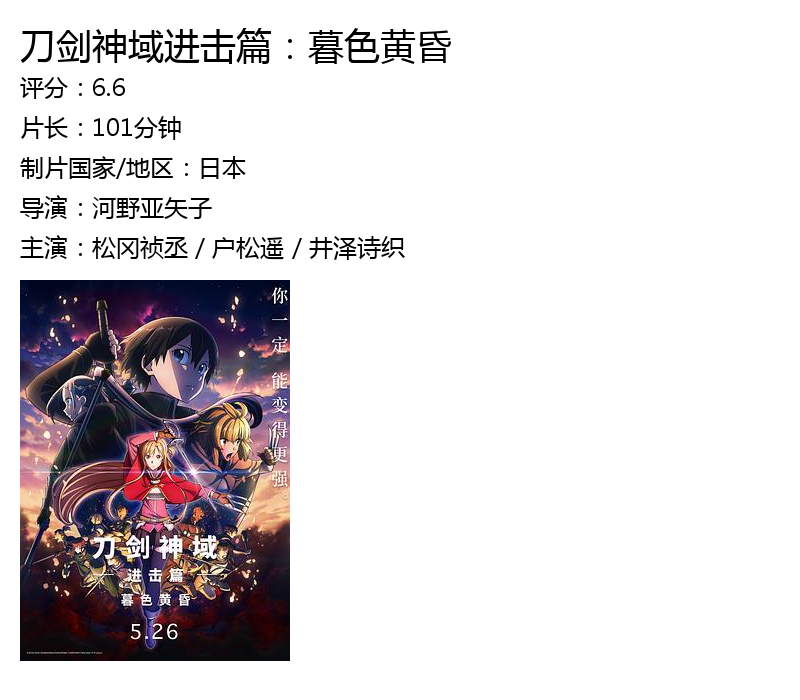 刀剑神域进击篇：暮色黄昏
评分：6.6
片长：101分钟
制片国家/地区：日本
导演：河野亚矢子
主演：松冈祯丞 / 户松遥 / 井泽诗织
你一定能变得更强。
刀剑神域
进击篇
暮色黄昏
5.26